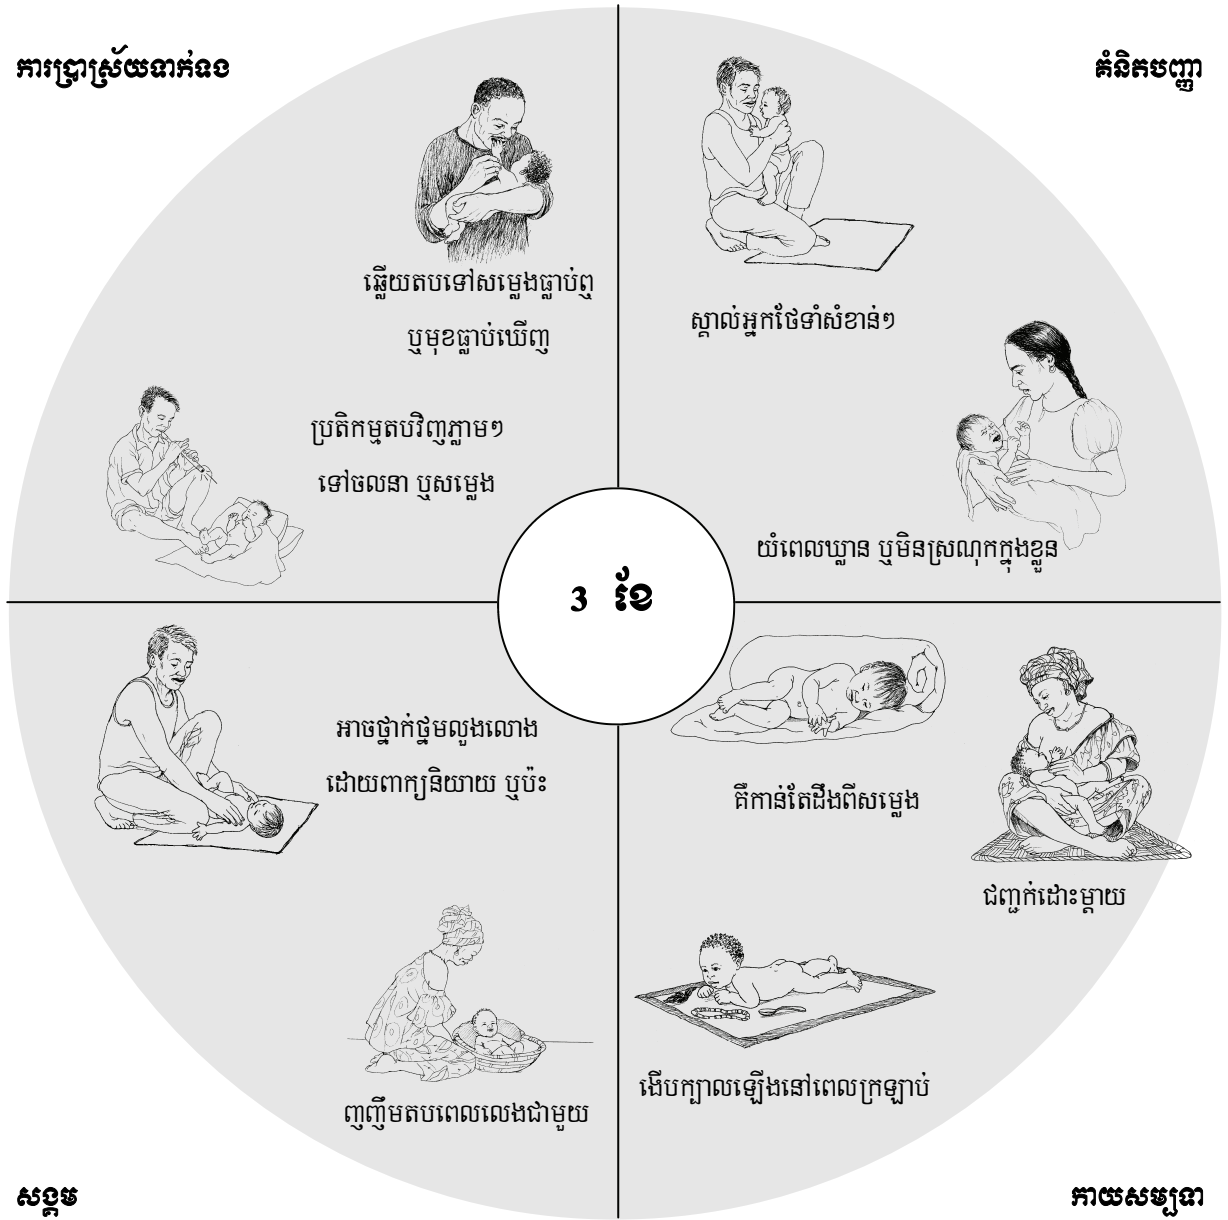 ការប្រាស្រ័យទាក់ទង
គំនិតបញ្ញា
ឆ្លើយតបទៅសម្លេងធ្លាប់ឮ
ឬមុខធ្លាប់ឃើញ
ប្រតិកម្មតបវិញភ្លាមៗ
ទៅចលនា ឬសម្លេង
ស្គាល់អ្នកថែទាំសំខាន់ៗ
យំពេលឃ្លាន ឬមិនស្រណុកក្នុងខ្លួន
3 ខែ
អាចថ្នាក់ថ្នមលួងលោង
ដោយពាក្យនិយាយ ឬប៉ះ
ញញឹមតបពេលលេងជាមួយ
គឺកាន់តែដឹងពីសម្លេង
ជញ្ជក់ដោះម្តាយ
ងើបក្បាលឡើងនៅពេលក្រឡាប់
សង្គម
កាយសម្បទា